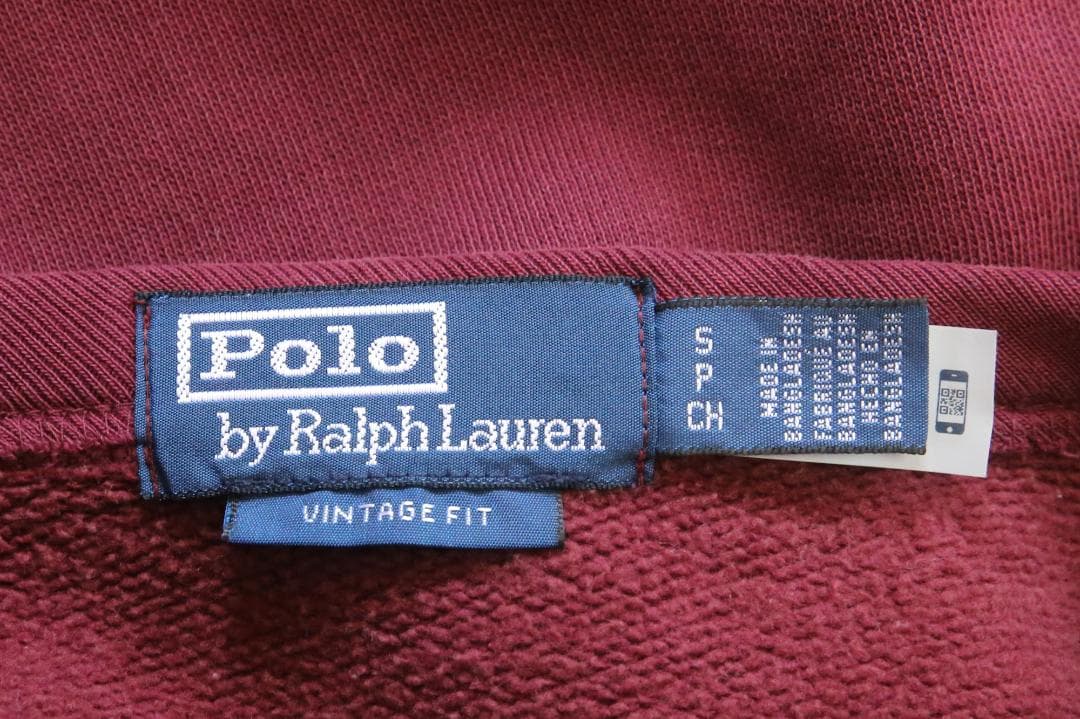 Polo
by Ralph Lauren
VINTAGE FIT
S
P
CH
MADE IN
BANGLADESH
FABRIQUÉ AU
BANGLADESH
HECHO EN
BANGLADESH